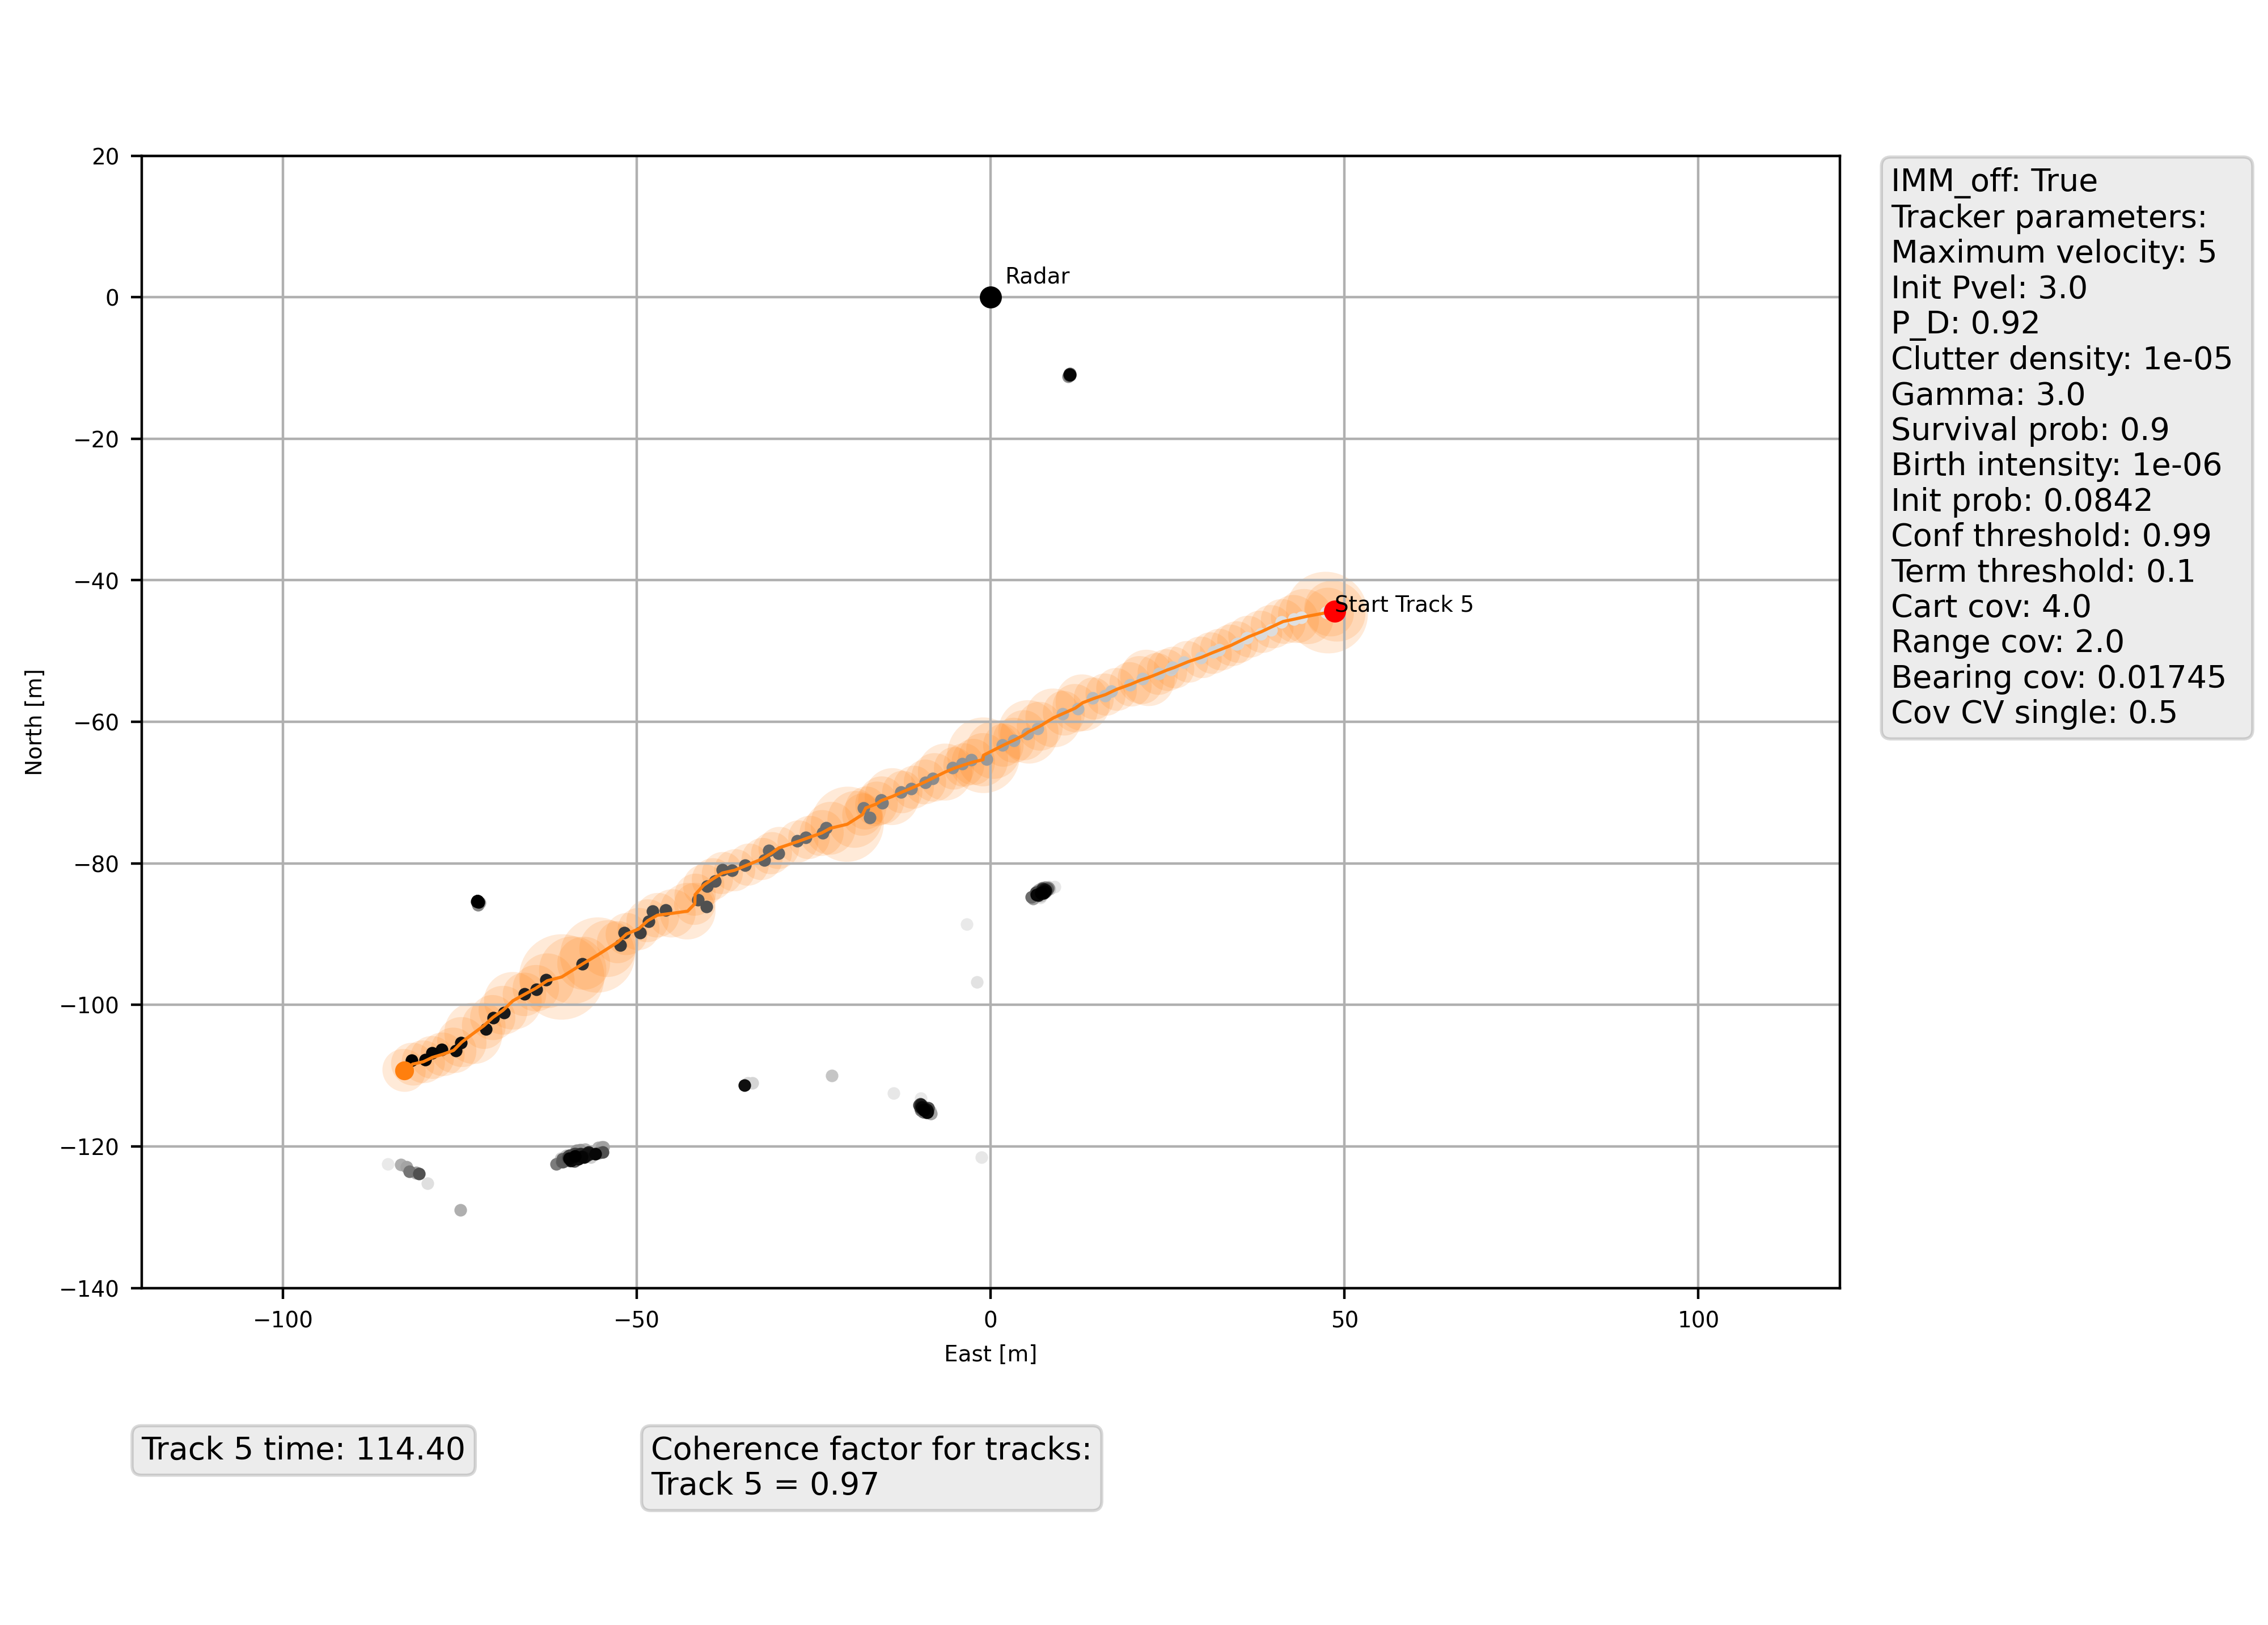 20
0
−20
−40
−60
−80
−100
−120
−140
North [m]
Radar
Start Track 5
−100
−50
0
50
100
East [m]
IMM_off: True
Tracker parameters:
Maximum velocity: 5
Init Pvel: 3.0
P_D: 0.92
Clutter density: 1e-05
Gamma: 3.0
Survival prob: 0.9
Birth intensity: 1e-06
Init prob: 0.0842
Conf threshold: 0.99
Term threshold: 0.1
Cart cov: 4.0
Range cov: 2.0
Bearing cov: 0.01745
Cov CV single: 0.5
Track 5 time: 114.40
Coherence factor for tracks:
Track 5 = 0.97